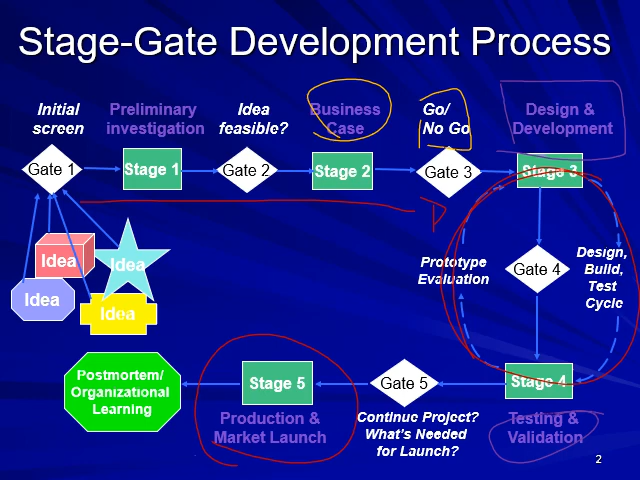 Stage-Gate Development Process
Initial
screen
Preliminary
investigation
Idea
feasible?
Business
Case
Go/
No Go
Design &
Development
Gate 1
Stage 1
Gate 2
Stage 2
Gate 3
Stage 3
Idea
Idea
Idea
Idea
Prototype
Evaluation
Gate 4
Design,
Build,
Test
Cycle
Postmortem/
Organizational
Learning
Stage 5
Gate 5
Stage 4
Production &
Market Launch
Continue Project?
What's Needed
for Launch?
Testing &
Validation
2